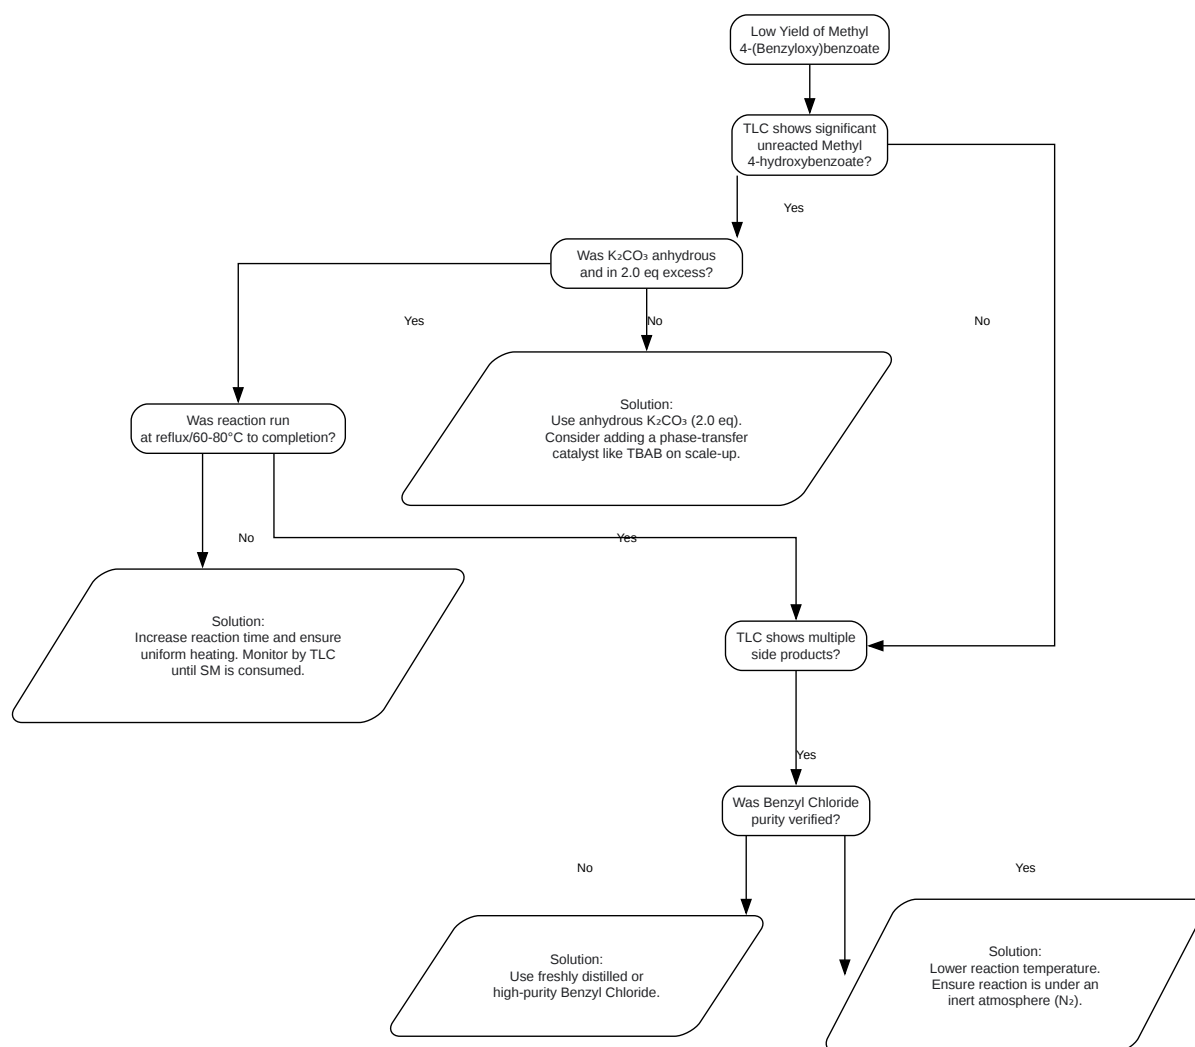 Low Yield of Methyl
4-(Benzyloxy)benzoate
TLC shows significant
unreacted Methyl
4-hydroxybenzoate?
Yes
Was K₂CO₃ anhydrous
and in 2.0 eq excess?
Yes
No
No
Solution:
Use anhydrous K₂CO₃ (2.0 eq).
Consider adding a phase-transfer
catalyst like TBAB on scale-up.
Was reaction run
at reflux/60-80°C to completion?
No
Yes
Solution:
Increase reaction time and ensure
uniform heating. Monitor by TLC
until SM is consumed.
TLC shows multiple
side products?
Yes
Was Benzyl Chloride
purity verified?
No
Yes
Solution:
Use freshly distilled or
high-purity Benzyl Chloride.
Solution:
Lower reaction temperature.
Ensure reaction is under an
inert atmosphere (N₂).